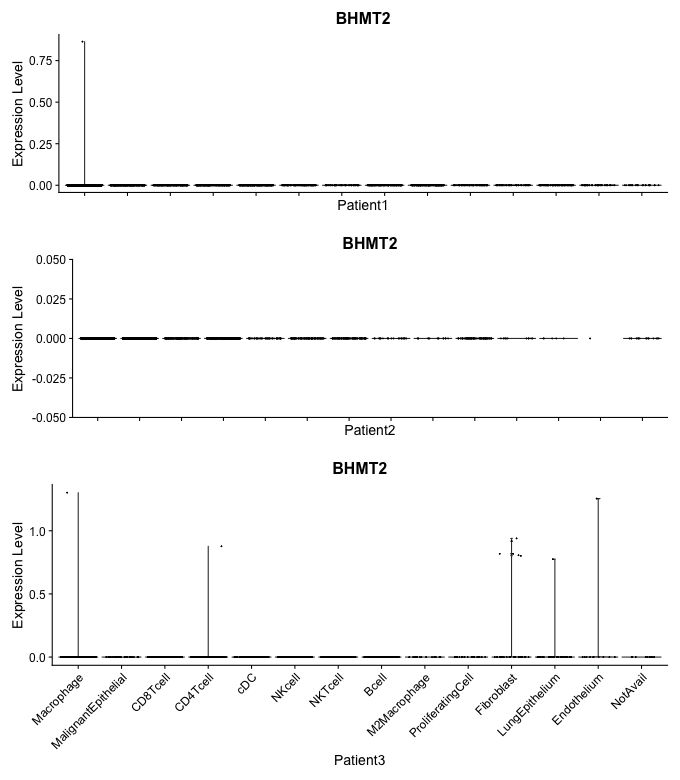 BHMT2
Expression Level
0.75
0.50
0.25
0.00
Patient1
BHMT2
Expression Level
0.050
0.025
0.000
-0.025
-0.050
Patient2
BHMT2
Expression Level
1.0
0.5
0.0
Macrophage
MalignantEpithelial
CD8Tcell
CD4Tcell
cDC
NKcell
NKTcell
Bcell
M2Macrophage
ProliferatingCell
Fibroblast
LungEpithelium
Endothelium
NotAvail
Patient3